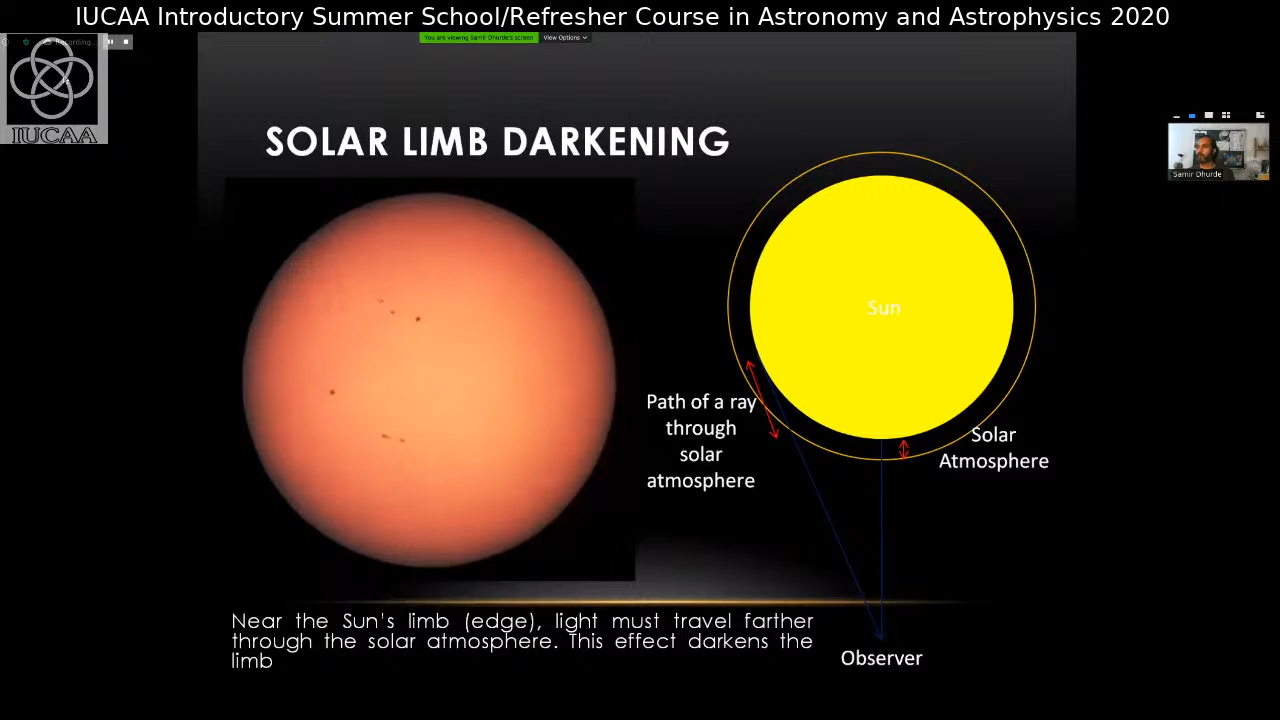 IUCAA Introductory Summer School/Refresher Course in Astronomy and Astrophysics 2020
Recording...
You are viewing Samir Dhurde's screen
View Options
IUCAA
Samir Dhurde
SOLAR LIMB DARKENING
Sun
Path of a ray
through
solar
atmosphere
Solar
Atmosphere
Near the Sun's limb (edge), light must travel farther
through the solar atmosphere. This effect darkens the
limb
Observer